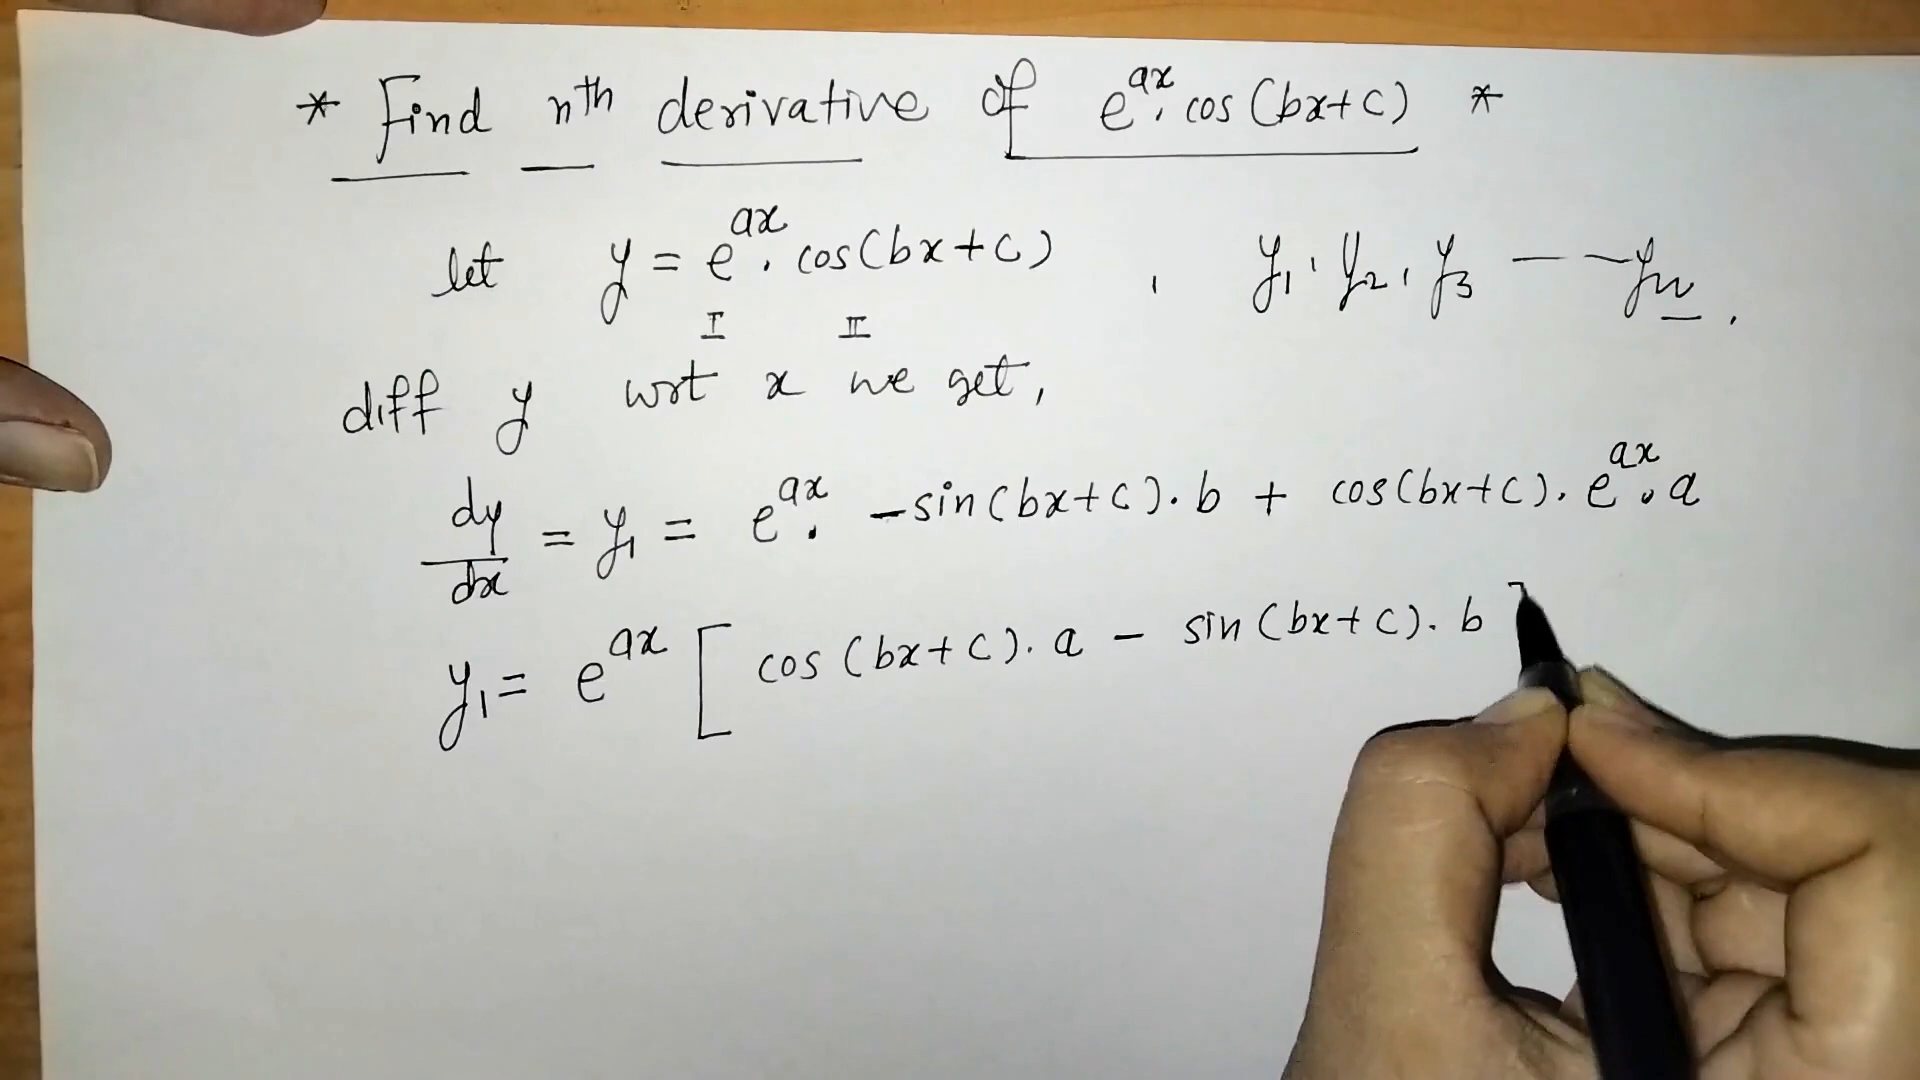 * Find nth derivative of e^ax . cos (bx+c) *
let y = e^ax . cos(bx+c) , y₁, y₂, y₃ — — yₙ .
I II
diff y wrt x we get,
dy/dx = y₁ = e^ax . -sin(bx+c) . b + cos(bx+c) . e^ax . a
y₁ = e^ax [ cos (bx+c) . a - sin (bx+c) . b ]